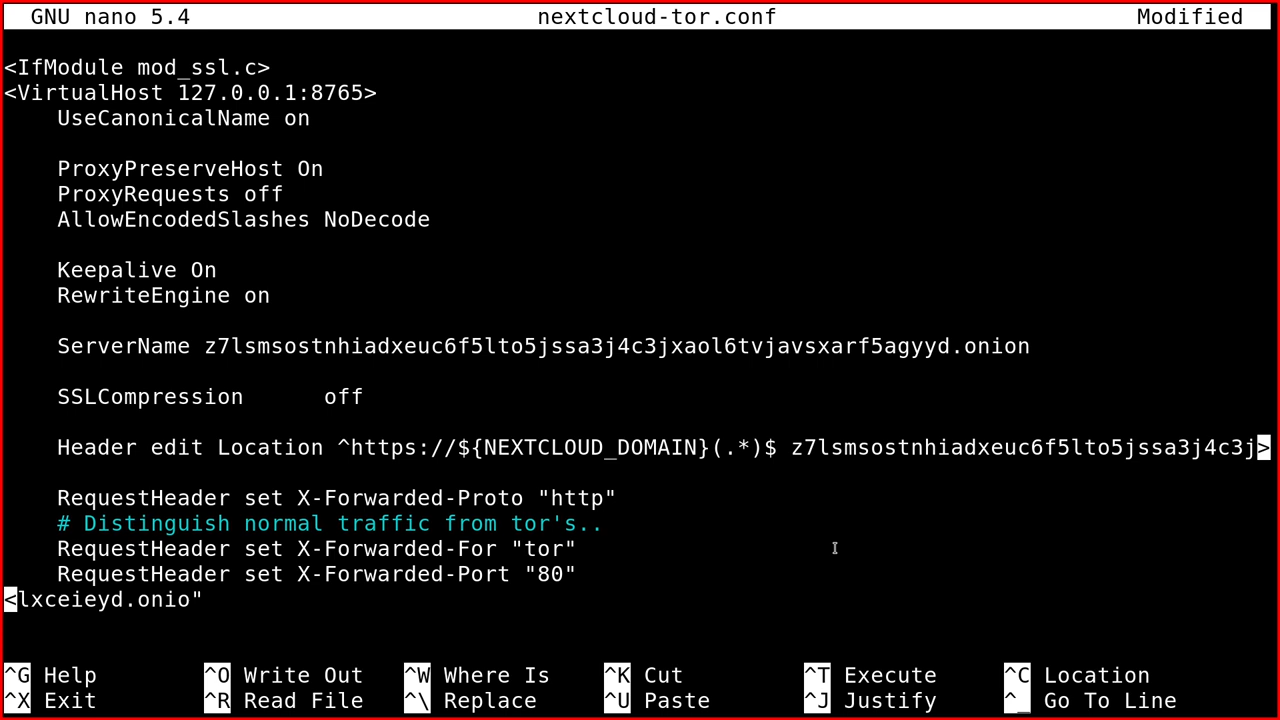 GNU nano 5.4 nextcloud-tor.conf Modified
<IfModule mod_ssl.c>
<VirtualHost 127.0.0.1:8765>
UseCanonicalName on
ProxyPreserveHost On
ProxyRequests off
AllowEncodedSlashes NoDecode
Keepalive On
RewriteEngine on
ServerName z7lsmsostnhiadxeuc6f5lto5jssa3j4c3jxaol6tvjavsxarf5agyyd.onion
SSLCompression off
Header edit Location ^https://${NEXTCLOUD_DOMAIN}(.*)$ z7lsmsostnhiadxeuc6f5lto5jssa3j4c3j>
RequestHeader set X-Forwarded-Proto "http"
# Distinguish normal traffic from tor's..
RequestHeader set X-Forwarded-For "tor"
RequestHeader set X-Forwarded-Port "80"
<lxceieyd.onio"
^G Help ^O Write Out ^W Where Is ^K Cut ^T Execute ^C Location
^X Exit ^R Read File ^\ Replace ^U Paste ^J Justify ^_ Go To Line